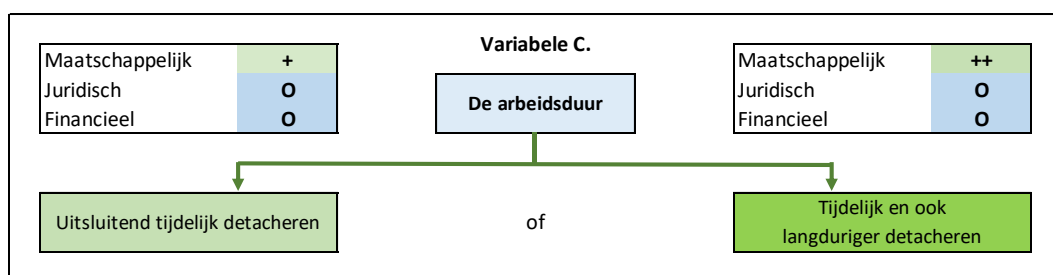 Variabele C.
Maatschappelijk +
Juridisch O
Financieel O
De arbeidsduur
Maatschappelijk ++
Juridisch O
Financieel O
Uitsluitend tijdelijk detacheren
of
Tijdelijk en ook
langduriger detacheren